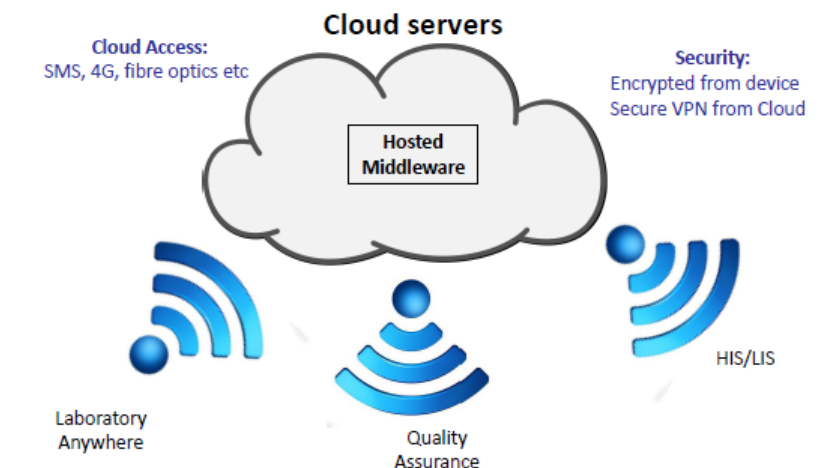 Cloud servers
Cloud Access:
SMS, 4G, fibre optics etc
Security:
Encrypted from device
Secure VPN from Cloud
Hosted
Middleware
HIS/LIS
Laboratory
Anywhere
Quality
Assurance